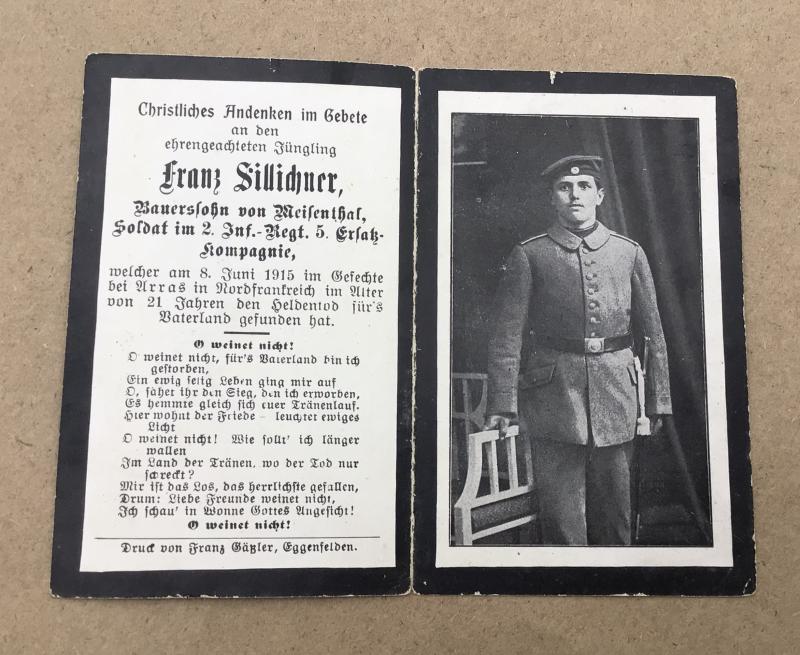 Christliches Andenken im Gebete
an den
ehrengeachteten Jüngling
Franz Sillichner,
Bauerssohn von Meisenthal,
Soldat im 2. Inf.-Regt. 5. Ersatz-
Kompagnie,
welcher am 8. Juni 1915 im Gefechte
bei Arras in Nordfrankreich im Alter
von 21 Jahren den Heldentod für's
Vaterland gefunden hat.
O weinet nicht!
O weinet nicht, für's Vaterland bin ich
gestorben,
Ein ewig selig Leben ging mir auf
O, sähet ihr den Sieg, den ich erworben,
Es hemmte gleich sich euer Tränenlauf.
Hier wohnt der Friede - leuchtet ewiges
Licht
O weinet nicht! Wie sollt' ich länger
wallen
Im Land der Tränen, wo der Tod nur
schreckt?
Mir ist das Los, das herrlichste gefallen,
Drum: Liebe Freunde weinet nicht,
Ich schau' in Wonne Gottes Angesicht!
O weinet nicht!
Druck von Franz Gäßler, Eggenfelden.